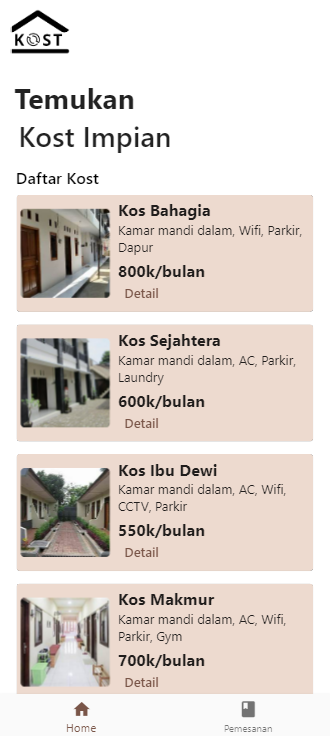 KOST
Temukan
Kost Impian
Daftar Kost
Kos Bahagia
Kamar mandi dalam, Wifi, Parkir,
Dapur
800k/bulan
Detail
Kos Sejahtera
Kamar mandi dalam, AC, Parkir,
Laundry
600k/bulan
Detail
Kos Ibu Dewi
Kamar mandi dalam, AC, Wifi,
CCTV, Parkir
550k/bulan
Detail
Kos Makmur
Kamar mandi dalam, AC, Wifi,
Parkir, Gym
700k/bulan
Detail
Home
Pemesanan